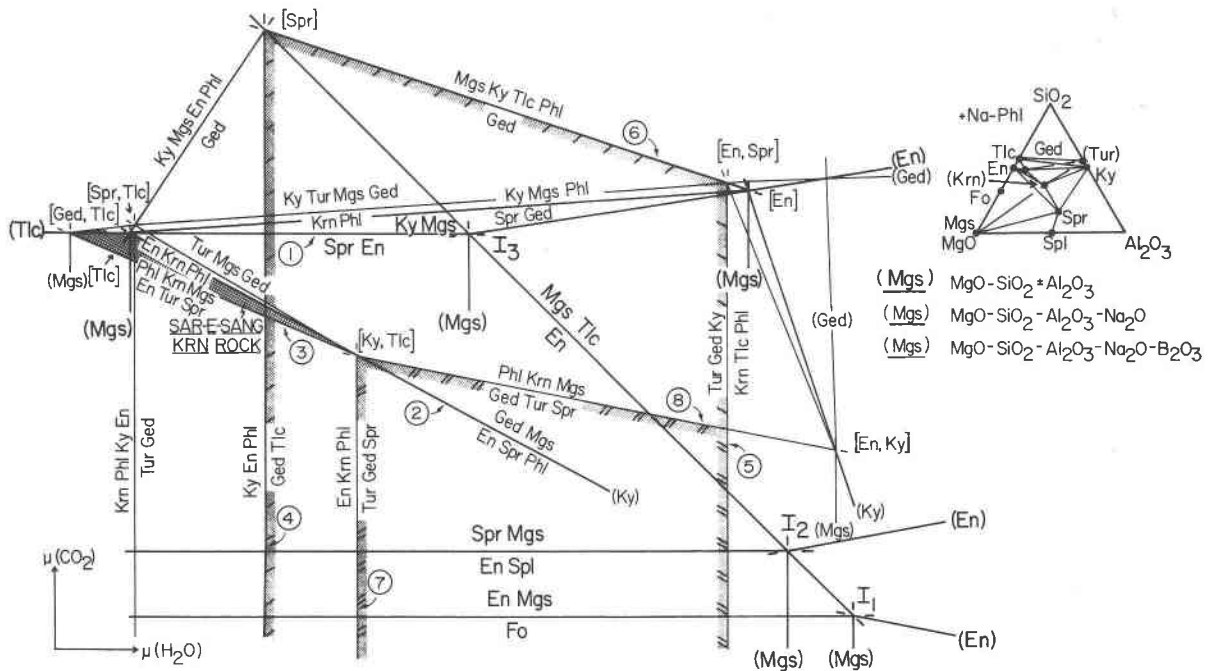 [Spr]
Mgs Ky Tlc Phl
Ged
⑥
Ky Mgs En Phl
Ged
[En,Spr]
(En)
(Ged)
[Spr,Tlc]
[Ged,Tlc]
Ky Tur Mgs Ged
Ky Mgs Phl
[En]
Krn Phl
Spr Ged
(Tlc)
Ky Mgs
①
Spr En
I3
Tur Mgs Ged
En Krn Phl
Phl Krn Mgs
En Tur Spr
(Mgs)
[Tlc]
(Mgs)
(Mgs)
(Mgs)
(Ged)
SAR-E-SANG
KRN ROCK
③
[Ky,Tlc]
Mgs Tlc
En
Tur Ged Ky
Krn Tlc Phl
Phl Krn Mgs
Ged Tur Spr
⑧
②
Ged Mgs
En Spr Phl
(Ky)
⑤
[En,Ky]
(Ky)
Krn Phl Ky En
Tur Ged
Ky En Phl
Ged Tlc
En Krn Phl
Tur Ged Spr
④
⑦
Spr Mgs
En Spl
I2
(Mgs)
(En)
En Mgs
Fo
I1
(En)
(Mgs)
(Mgs)
μ(CO2)
μ(H2O)
SiO2
+Na-Phl
Tlc
Ged
(Tur)
En
Ky
(Krn)
Fo
Mgs
Spr
MgO
Spl
Al2O3
(Mgs) MgO-SiO2±Al2O3
(Mgs) MgO-SiO2-Al2O3-Na2O
(Mgs) MgO-SiO2-Al2O3-Na2O-B2O3